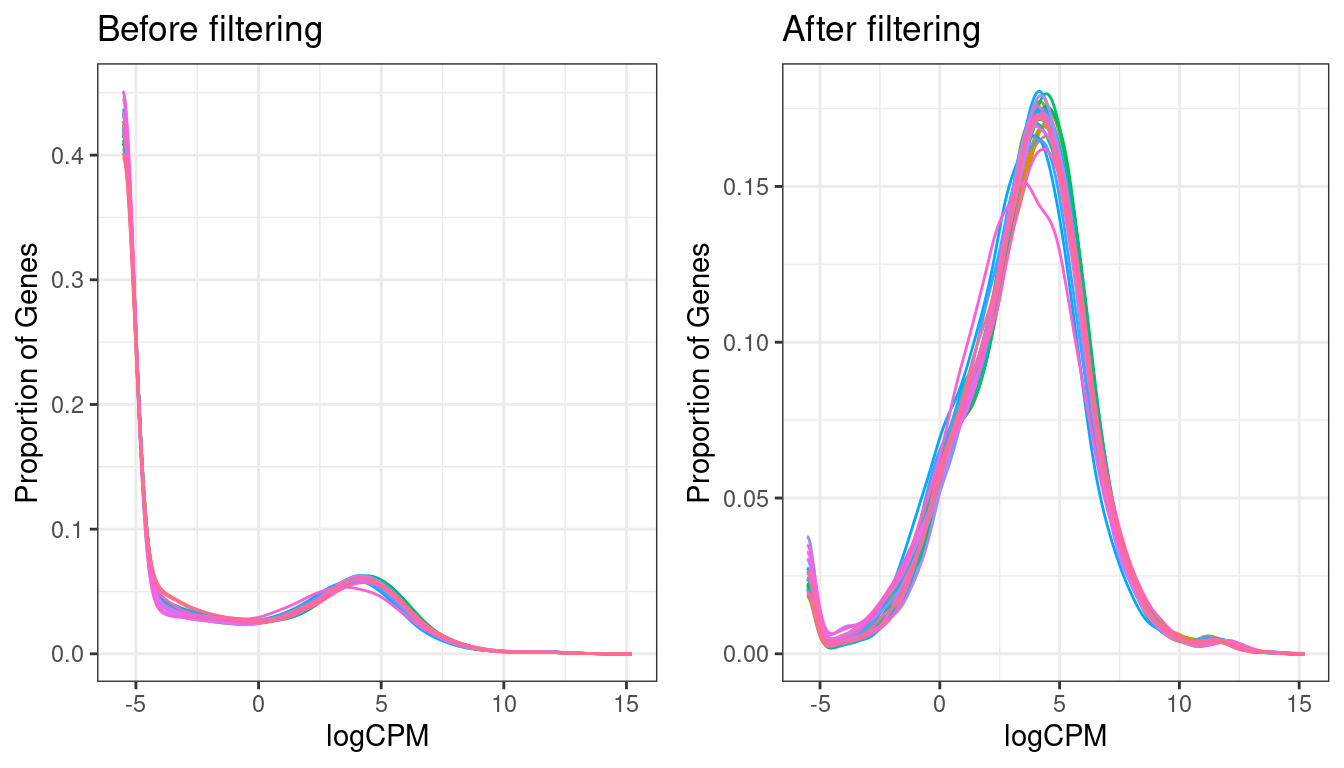 Before filtering
Proportion of Genes
0.4
0.3
0.2
0.1
0.0
-5 0 5 10 15
logCPM
After filtering
Proportion of Genes
0.15
0.10
0.05
0.00
-5 0 5 10 15
logCPM